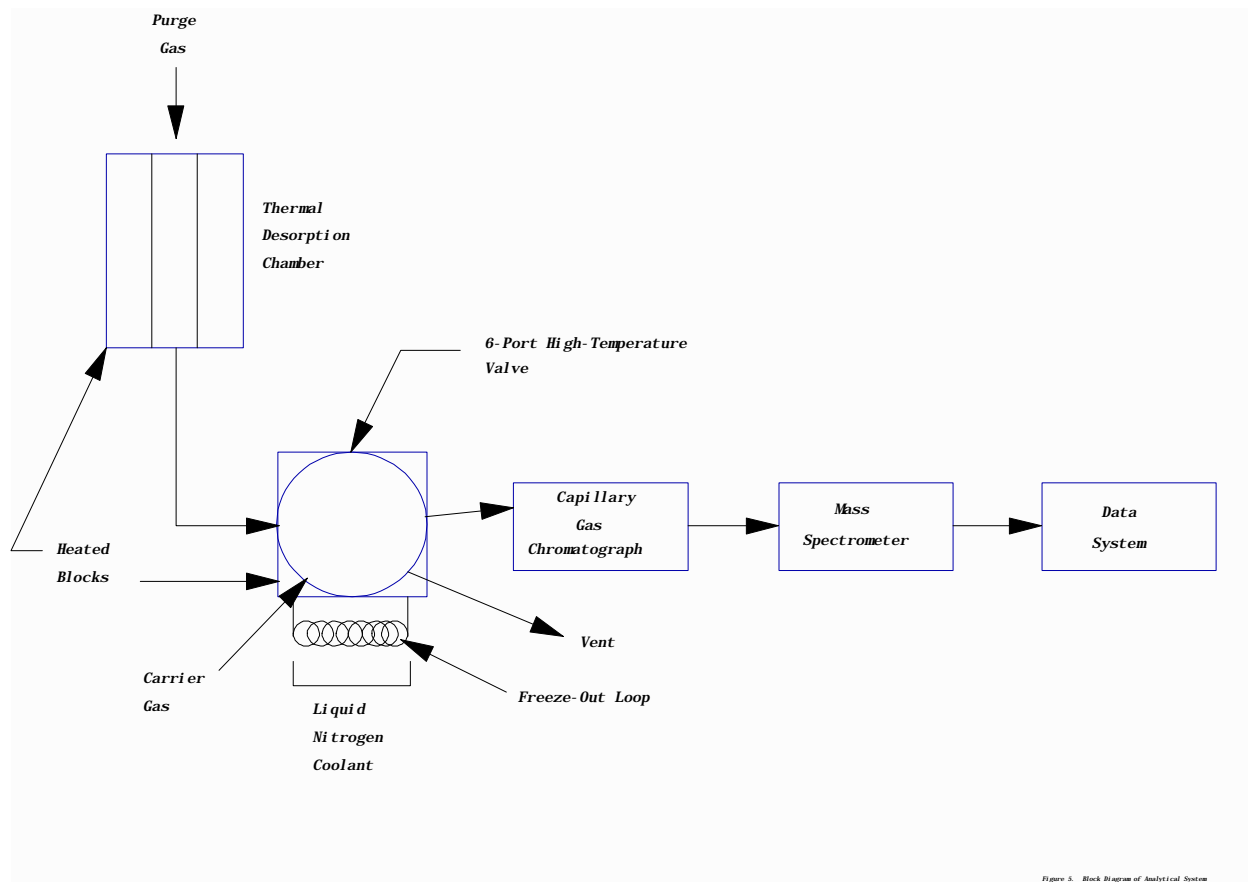 Purge
Gas
Thermal
Desorption
Chamber
6-Port High-Temperature
Valve
Capillary
Gas
Chromatograph
Mass
Spectrometer
Data
System
Heated
Blocks
Vent
Carrier
Gas
Freeze-Out Loop
Liquid
Nitrogen
Coolant
Figure 5. Block Diagram of Analytical System